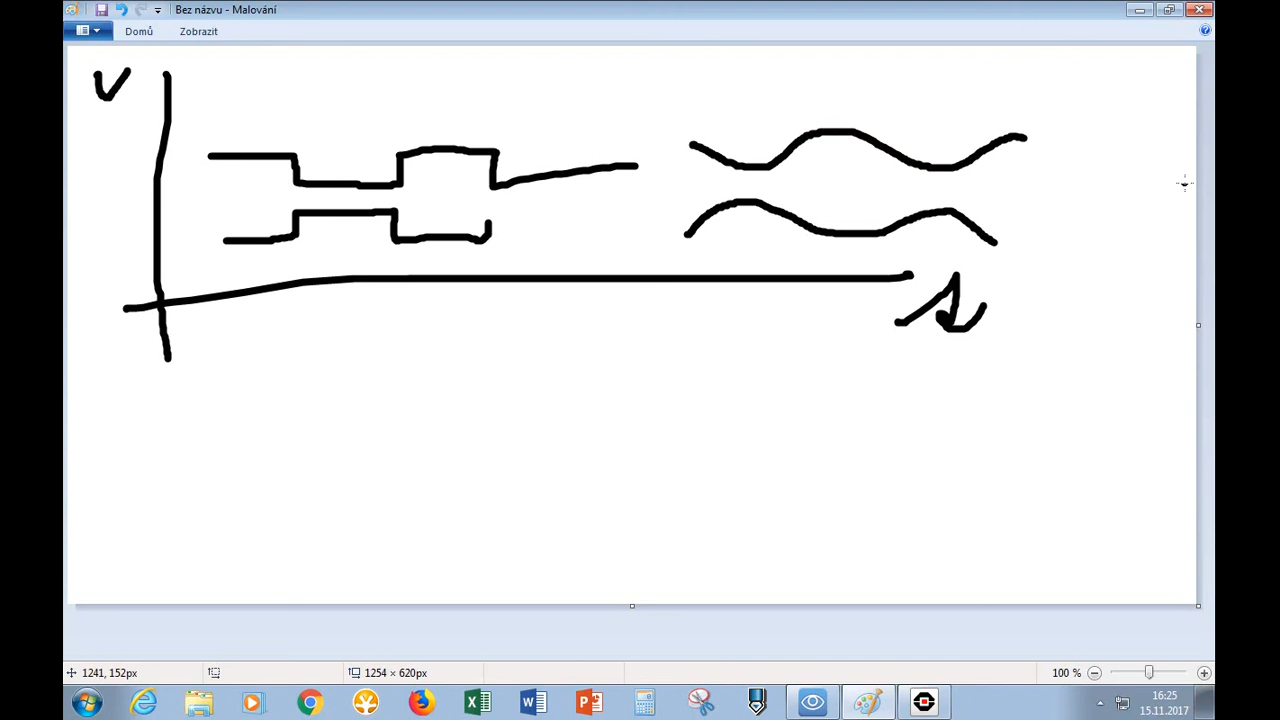 Bez názvu - Malování
Domů
Zobrazit
V
s
1241, 152px
1254 × 620px
100 %
16:25
15.11.2017